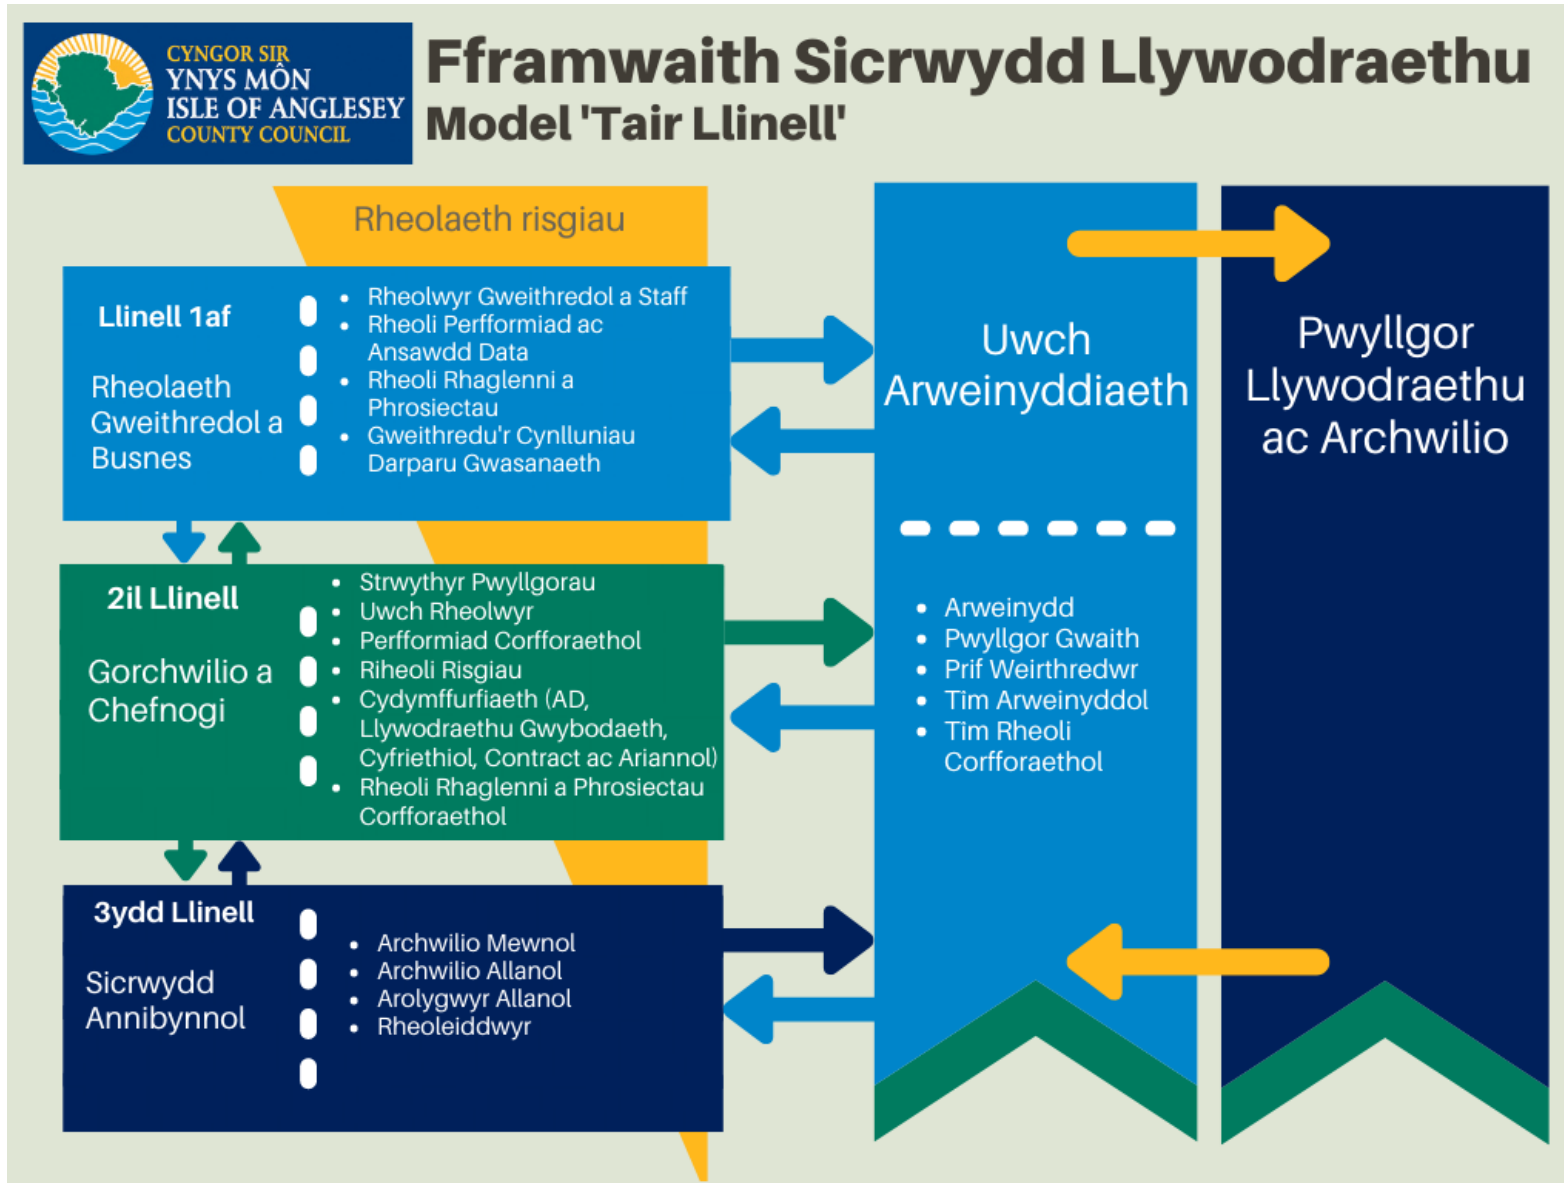 CYNGOR SIR
YNYS MÔN
ISLE OF ANGLESEY
COUNTY COUNCIL
Fframwaith Sicrwydd Llywodraethu
Model 'Tair Llinell'
Rheolaeth risgiau
Llinell 1af
Rheolaeth
Gweithredol a
Busnes
• Rheolwyr Gweithredol a Staff
• Rheoli Perfformiad ac
Ansawdd Data
• Rheoli Rhaglenni a
Phrosiectau
• Gweithredu'r Cynlluniau
Darparu Gwasanaeth
2il Llinell
Gorchwilio a
Chefnogi
• Strwythyr Pwyllgorau
• Uwch Rheolwyr
• Perfformiad Corfforaethol
• Riheoli Risgiau
• Cydymffurfiaeth (AD,
Llywodraethu Gwybodaeth,
Cyfriethiol, Contract ac Ariannol)
• Rheoli Rhaglenni a Phrosiectau
Corfforaethol
3ydd Llinell
Sicrwydd
Annibynnol
• Archwilio Mewnol
• Archwilio Allanol
• Arolygwyr Allanol
• Rheoleiddwyr
Uwch
Arweinyddiaeth
• Arweinydd
• Pwyllgor Gwaith
• Prif Weirthredwr
• Tim Arweinyddol
• Tim Rheoli
Corfforaethol
Pwyllgor
Llywodraethu
ac Archwilio